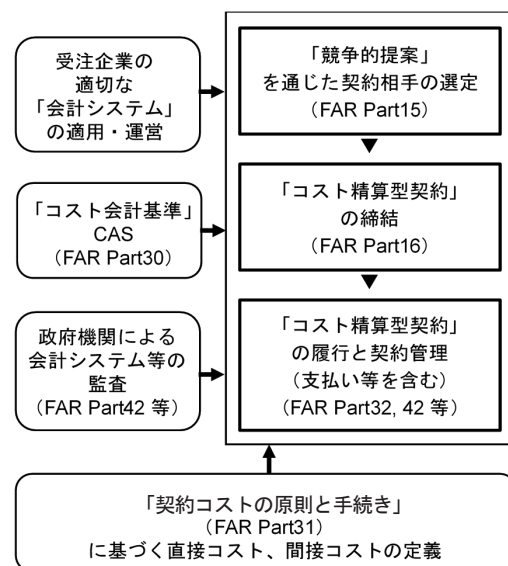 受注企業の
適切な
「会計システム」
の適用・運営
「コスト会計基準」
CAS
(FAR Part30)
政府機関による
会計システム等の
監査
(FAR Part42 等)
「競争的提案」
を通じた契約相手の選定
(FAR Part15)
「コスト精算型契約」
の締結
(FAR Part16)
「コスト精算型契約」
の履行と契約管理
(支払い等を含む)
(FAR Part32, 42 等)
「契約コストの原則と手続き」
(FAR Part31)
に基づく直接コスト、間接コストの定義